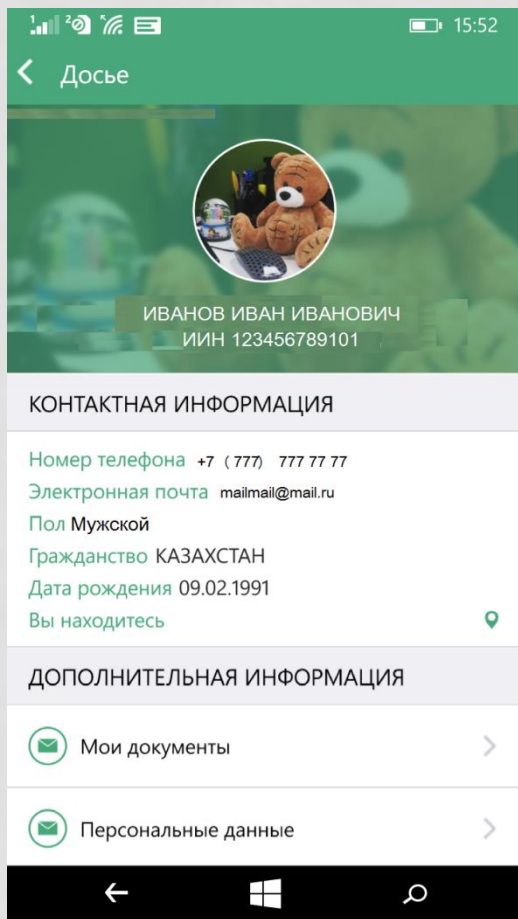 15:52
Досье
ИВАНОВ ИВАН ИВАНОВИЧ
ИИН 123456789101
КОНТАКТНАЯ ИНФОРМАЦИЯ
Номер телефона +7 ( 777) 777 77 77
Электронная почта mailmail@mail.ru
Пол Мужской
Гражданство КАЗАХСТАН
Дата рождения 09.02.1991
Вы находитесь
ДОПОЛНИТЕЛЬНАЯ ИНФОРМАЦИЯ
Мои документы
Персональные данные